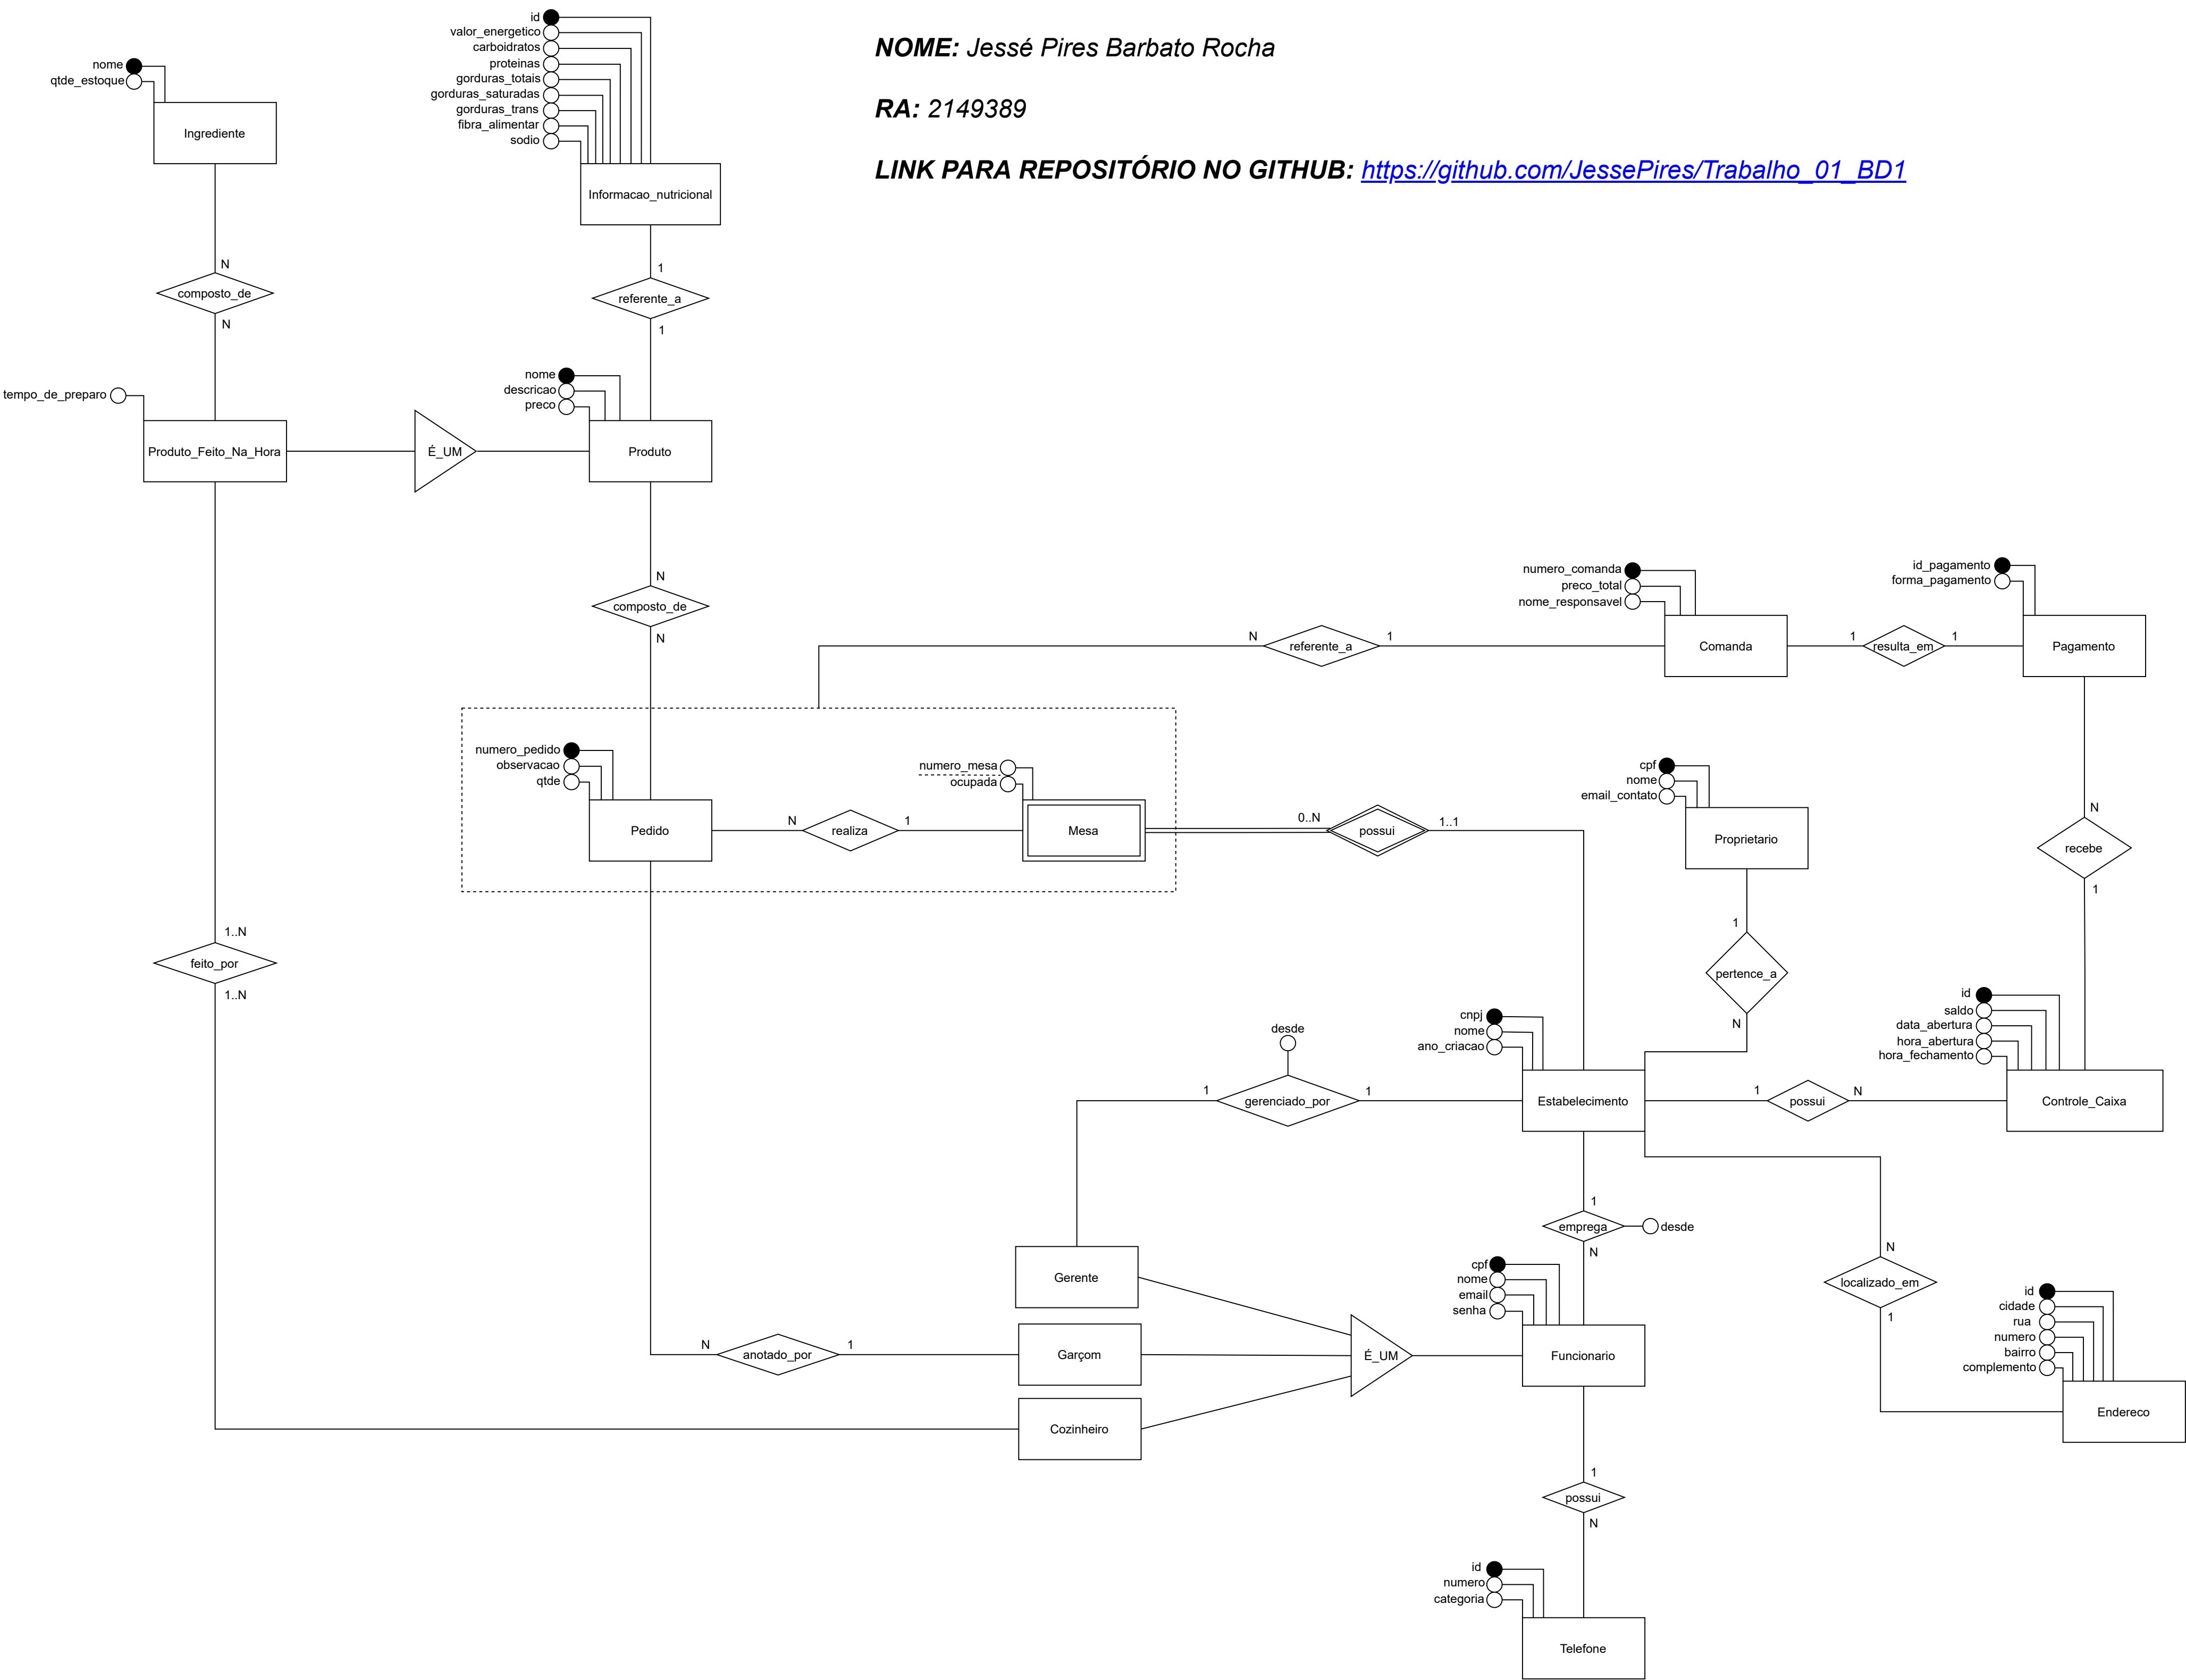 NOME: Jessé Pires Barbato Rocha
RA: 2149389
LINK PARA REPOSITÓRIO NO GITHUB: https://github.com/JessePires/Trabalho_01_BD1
nome
qtde_estoque
Ingrediente
id
valor_energetico
carboidratos
proteinas
gorduras_totais
gorduras_saturadas
gorduras_trans
fibra_alimentar
sodio
Informacao_nutricional
N
composto_de
N
1
referente_a
1
tempo_de_preparo
Produto_Feito_Na_Hora
É_UM
nome
descricao
preco
Produto
N
composto_de
N
N
referente_a
1
numero_comanda
preco_total
nome_responsavel
Comanda
1
resulta_em
1
id_pagamento
forma_pagamento
Pagamento
numero_pedido
observacao
qtde
Pedido
N
realiza
1
numero_mesa
ocupada
Mesa
0..N
possui
1..1
cpf
nome
email_contato
Proprietario
N
recebe
1
1
pertence_a
N
1..N
feito_por
1..N
cnpj
nome
ano_criacao
Estabelecimento
desde
1
gerenciado_por
1
1
possui
N
id
saldo
data_abertura
hora_abertura
hora_fechamento
Controle_Caixa
1
emprega
desde
N
N
localizado_em
1
Gerente
Garçom
Cozinheiro
N
anotado_por
1
É_UM
cpf
nome
email
senha
Funcionario
id
cidade
rua
numero
bairro
complemento
Endereco
1
possui
N
id
numero
categoria
Telefone